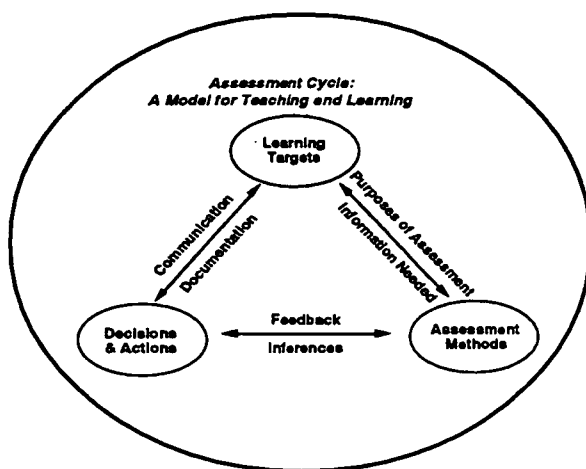 Assessment Cycle:
A Model for Teaching and Learning
Learning
Targets
Communication
Documentation
Purposes of Assessment
Information Needed
Decisions
& Actions
Feedback
Inferences
Assessment
Methods